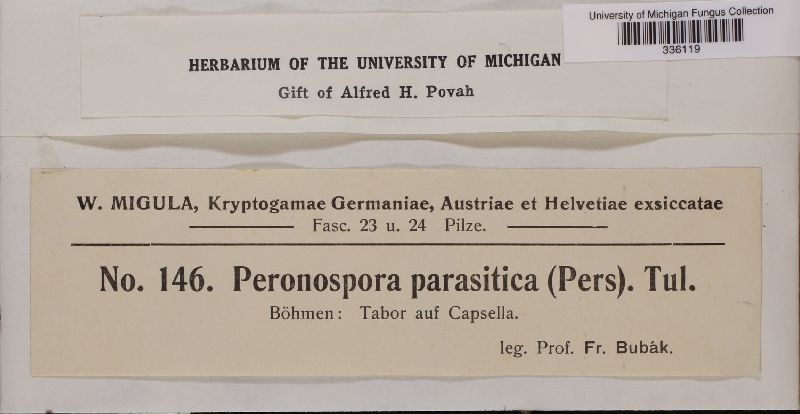 University of Michigan Fungus Collection
336119
HERBARIUM OF THE UNIVERSITY OF MICHIGAN
Gift of Alfred H. Povah
W. MIGULA, Kryptogamae Germaniae, Austriae et Helvetiae exsiccatae
Fasc. 23 u. 24 Pilze.
No. 146. Peronospora parasitica (Pers). Tul.
Böhmen: Tabor auf Capsella.
leg. Prof. Fr. Bubák.